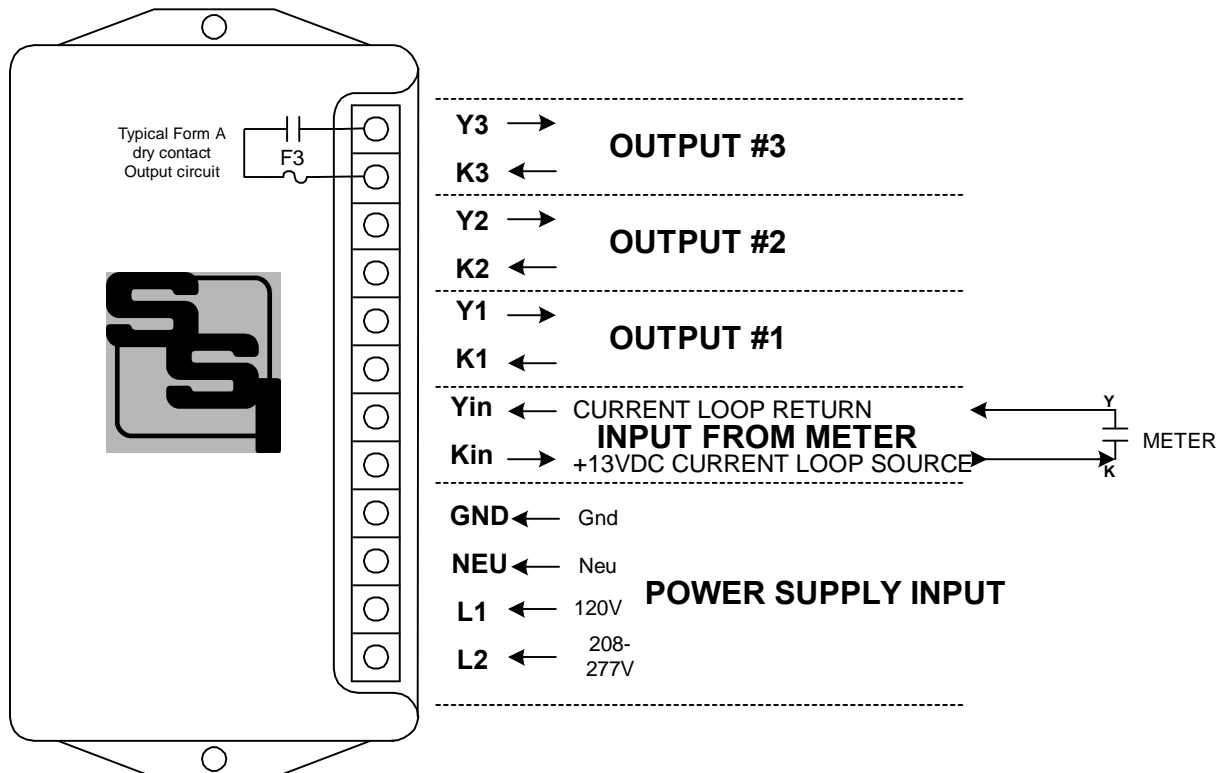 Typical Form A
dry contact
Output circuit
F3
Y3
K3
OUTPUT #3
Y2
K2
OUTPUT #2
Y1
K1
OUTPUT #1
Yin
CURRENT LOOP RETURN
INPUT FROM METER
Kin
+13VDC CURRENT LOOP SOURCE
Y
METER
K
GND
Gnd
NEU
Neu
POWER SUPPLY INPUT
L1
120V
L2
208-
277V
SSI